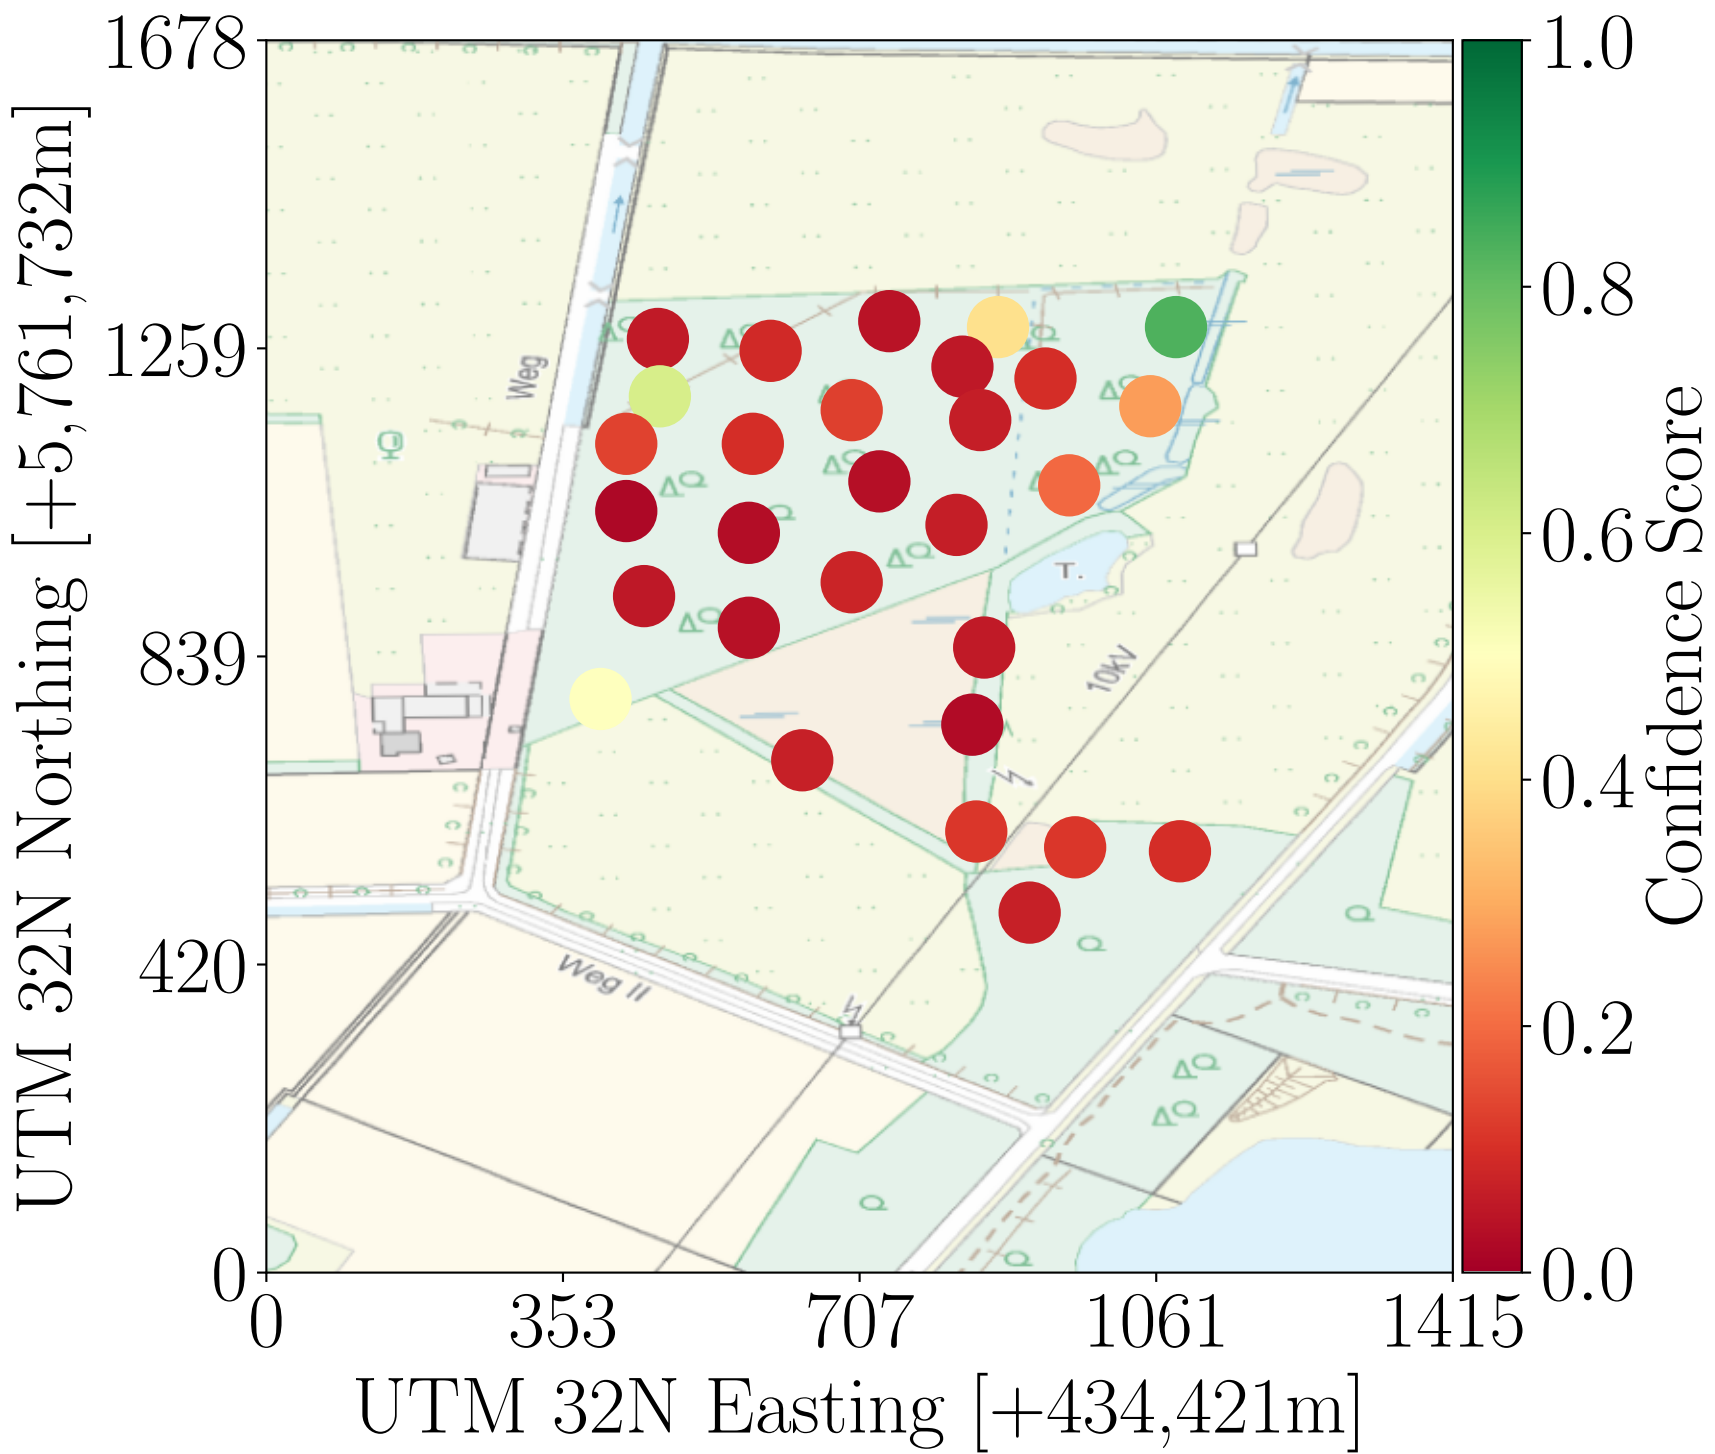 1678
1259
839
420
0
UTM 32N Northing [+5,761,732m]
0
353
707
1061
1415
UTM 32N Easting [+434,421m]
Weg
T.
10kV
Weg II
1.0
0.8
0.6
0.4
0.2
0.0
Confidence Score